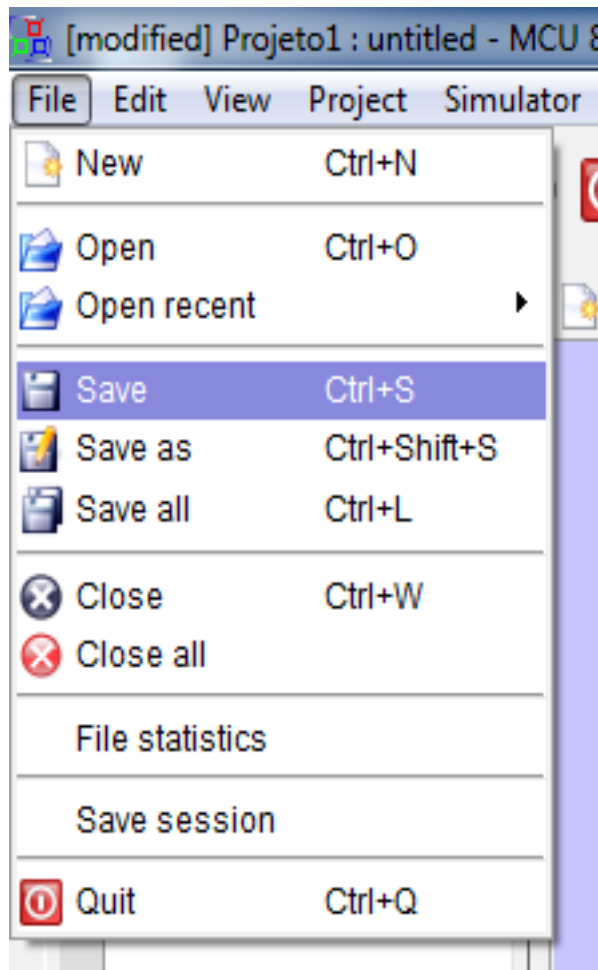 [modified] Projeto1 : untitled - MCU 8
File Edit View Project Simulator
New Ctrl+N
Open Ctrl+O
Open recent
Save Ctrl+S
Save as Ctrl+Shift+S
Save all Ctrl+L
Close Ctrl+W
Close all
File statistics
Save session
Quit Ctrl+Q